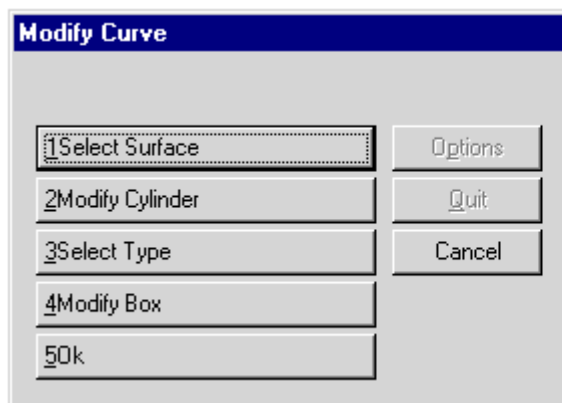 Modify Curve
1Select Surface
Options
2Modify Cylinder
Quit
3Select Type
Cancel
4Modify Box
5Ok